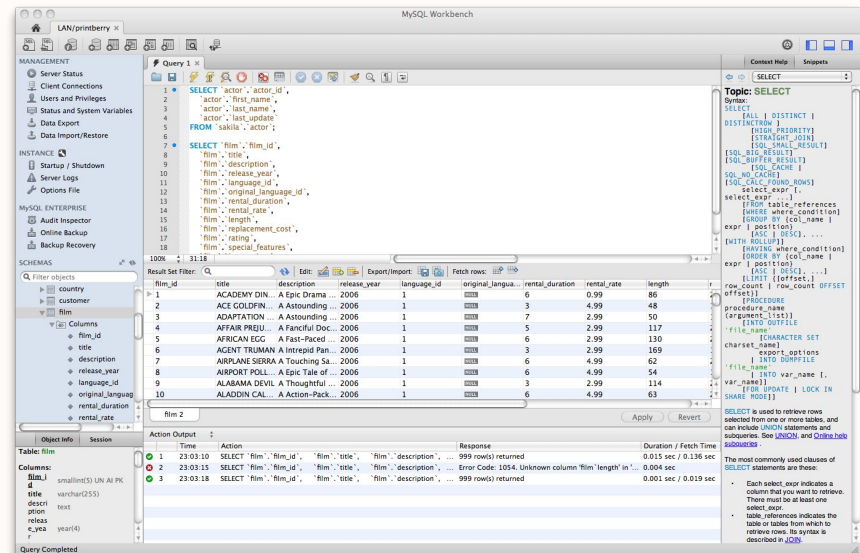 MySQL Workbench
LAN/printberry ×
MANAGEMENT
Server Status
Client Connections
Users and Privileges
Status and System Variables
Data Export
Data Import/Restore
INSTANCE
Startup / Shutdown
Server Logs
Options File
MySQL ENTERPRISE
Audit Inspector
Online Backup
Backup Recovery
SCHEMAS
Filter objects
country
customer
film
Columns
film_id
title
description
release_year
language_id
original_languag
rental_duration
rental_rate
Object Info Session
Table: film
Columns:
film_i
d smallint(5) UN AI PK
title varchar(255)
descri
ption text
releas
e_yea year(4)
r
Query Completed
Query 1 ×
1 SELECT `actor`.`actor_id`,
2 `actor`.`first_name`,
3 `actor`.`last_name`,
4 `actor`.`last_update`
5 FROM `sakila`.`actor`;
6
7 SELECT `film`.`film_id`,
8 `film`.`title`,
9 `film`.`description`,
10 `film`.`release_year`,
11 `film`.`language_id`,
12 `film`.`original_language_id`,
13 `film`.`rental_duration`,
14 `film`.`rental_rate`,
15 `film`.`length`,
16 `film`.`replacement_cost`,
17 `film`.`rating`,
18 `film`.`special_features`,
100% 31:18
Result Set Filter: Edit: Export/Import: Fetch rows:
film_id title description release_year language_id original_langua... rental_duration rental_rate length r
1 ACADEMY DIN... A Epic Drama ... 2006 1 NULL 6 0.99 86
2 ACE GOLDFIN... A Astounding ... 2006 1 NULL 3 4.99 48
3 ADAPTATION ... A Astounding ... 2006 1 NULL 7 2.99 50
4 AFFAIR PREJU... A Fanciful Doc... 2006 1 NULL 5 2.99 117
5 AFRICAN EGG A Fast-Paced ... 2006 1 NULL 6 2.99 130
6 AGENT TRUMAN A Intrepid Pan... 2006 1 NULL 3 2.99 169
7 AIRPLANE SIERRA A Touching Sa... 2006 1 NULL 6 4.99 62
8 AIRPORT POLL... A Epic Tale of ... 2006 1 NULL 6 4.99 54
9 ALABAMA DEVIL A Thoughtful ... 2006 1 NULL 3 2.99 114
10 ALADDIN CAL... A Action-Pack... 2006 1 NULL 6 4.99 63
film 2 Apply Revert
Action Output
Time Action Response Duration / Fetch Time
1 23:03:10 SELECT `film`.`film_id`, `film`.`title`, `film`.`description`, ... 999 row(s) returned 0.015 sec / 0.136 sec
2 23:03:15 SELECT `film`.`film_id`, `film`.`title`, `film`.`description`, ... Error Code: 1054. Unknown column 'film`length' in '... 0.004 sec
3 23:03:18 SELECT `film`.`film_id`, `film`.`title`, `film`.`description`, ... 999 row(s) returned 0.001 sec / 0.019 sec
Context Help Snippets
SELECT
Topic: SELECT
Syntax:
SELECT
[ALL | DISTINCT |
DISTINCTROW ]
[HIGH_PRIORITY]
[STRAIGHT_JOIN]
[SQL_SMALL_RESULT]
[SQL_BIG_RESULT]
[SQL_BUFFER_RESULT]
[SQL_CACHE |
SQL_NO_CACHE]
[SQL_CALC_FOUND_ROWS]
select_expr [,
select_expr ...]
[FROM table_references
[WHERE where_condition]
[GROUP BY {col_name |
expr | position}
[ASC | DESC], ...
[WITH ROLLUP]]
[HAVING where_condition]
[ORDER BY {col_name |
expr | position}
[ASC | DESC], ...]
[LIMIT {[offset,]
row_count | row_count OFFSET
offset}]
[PROCEDURE
procedure_name
(argument_list)]
[INTO OUTFILE
'file_name'
[CHARACTER SET
charset_name]
export_options
| INTO DUMPFILE
'file_name'
| INTO var_name [,
var_name]]
[FOR UPDATE | LOCK IN
SHARE MODE]]
SELECT is used to retrieve rows
selected from one or more tables, and
can include UNION statements and
subqueries. See UNION, and Online help
subqueries .
The most commonly used clauses of
SELECT statements are these:
• Each select_expr indicates a
column that you want to retrieve.
There must be at least one
select_expr.
• table_references indicates the
table or tables from which to
retrieve rows. Its syntax is
described in JOIN.